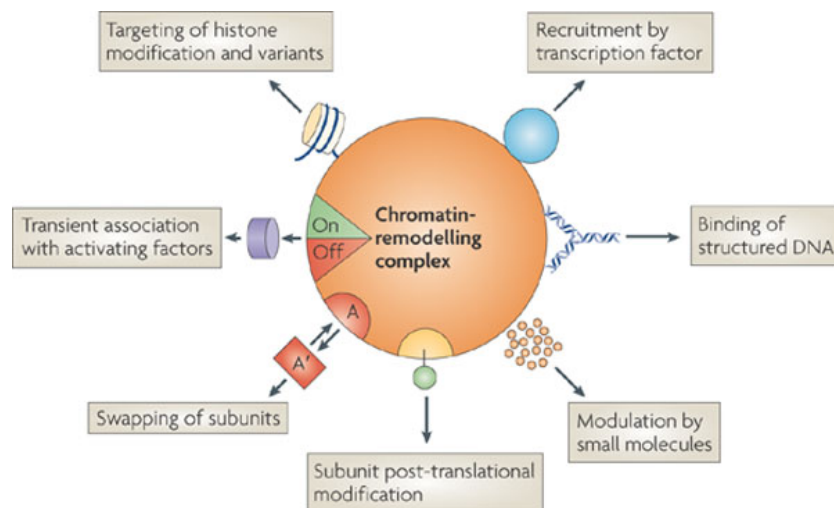 Targeting of histone
modification and variants
Recruitment by
transcription factor
Transient association
with activating factors
On
Off
Chromatin-
remodelling
complex
Binding of
structured DNA
A
A′
Swapping of subunits
Modulation by
small molecules
Subunit post-translational
modification